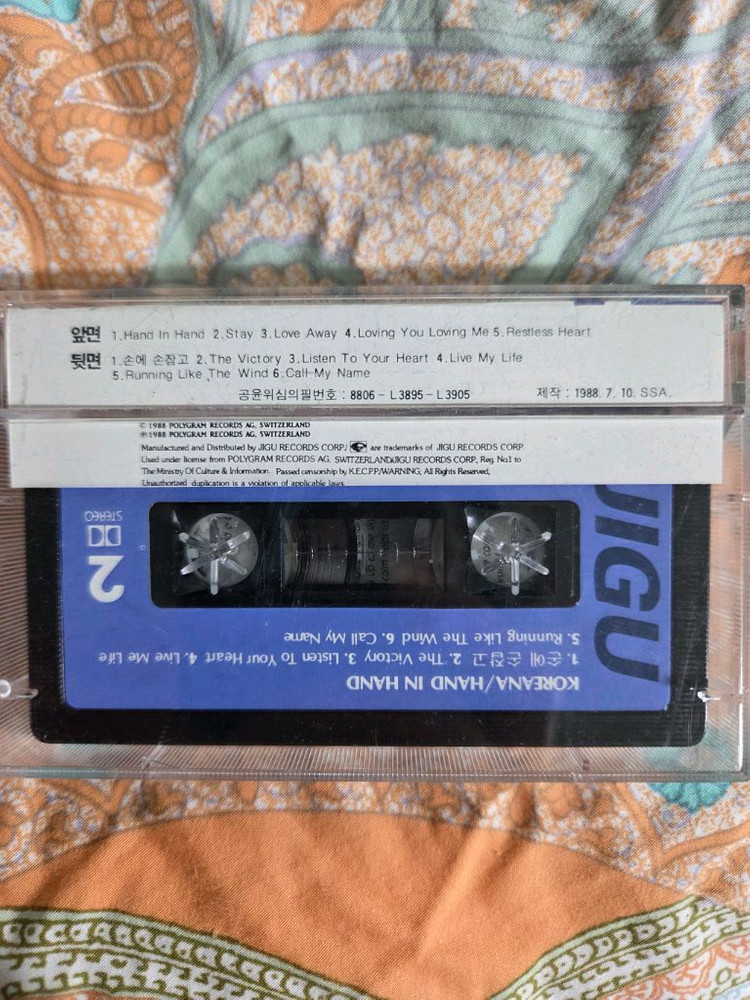 앞면 1.Hand In Hand 2.Stay 3.Love Away 4.Loving You Loving Me 5.Restless Heart
뒷면 1.손에 손잡고 2.The Victory 3.Listen To Your Heart 4.Live My Life
5.Running Like The Wind 6.Call My Name
공윤위심의필번호 : 8806-L3895-L3905 제작 : 1988. 7. 10. SSA.
© 1988 POLYGRAM RECORDS AG, SWITZERLAND
℗ 1988 POLYGRAM RECORDS AG, SWITZERLAND
Manufactured and Distributed by JIGU RECORDS CORP./ are trademarks of JIGU RECORDS CORP
Used under license from POLYGRAM RECORDS AG, SWITZERLAND/JIGU RECORDS CORP, Reg No.1 to
The Ministry Of Culture & Information. Passed censorship by K.E.C.P.P./WARNING; All Rights Reserved,
Unauthorized duplication is a violation of applicable laws.
JIGU
KOREANA/HAND IN HAND
1. 손에 손 잡고 2. The Victory 3. Listen To Your Heart 4. Live Me Life
5. Running Like The Wind 6. Call My Name
2
STEREO